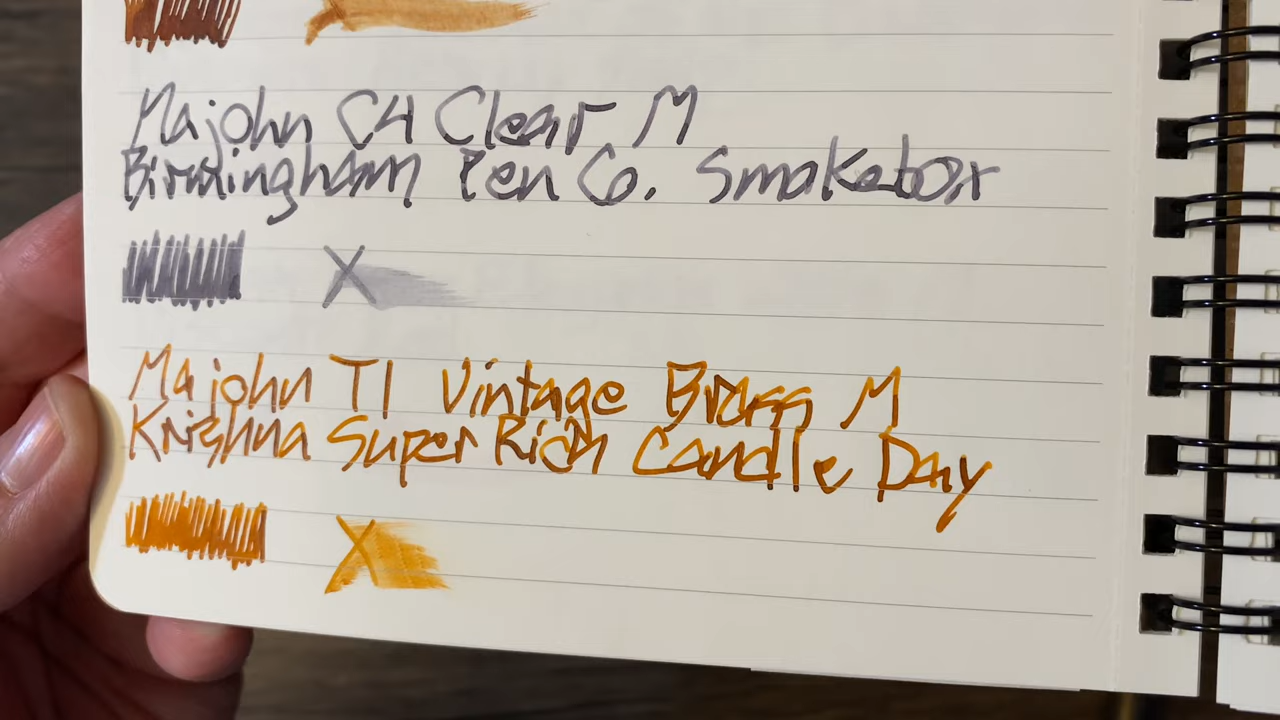 Majohn C4 Clear M
Birmingham Pen Co. Smokebox
X
Majohn T1 Vintage Brass M
Krishna Super Rich Candle Day
X